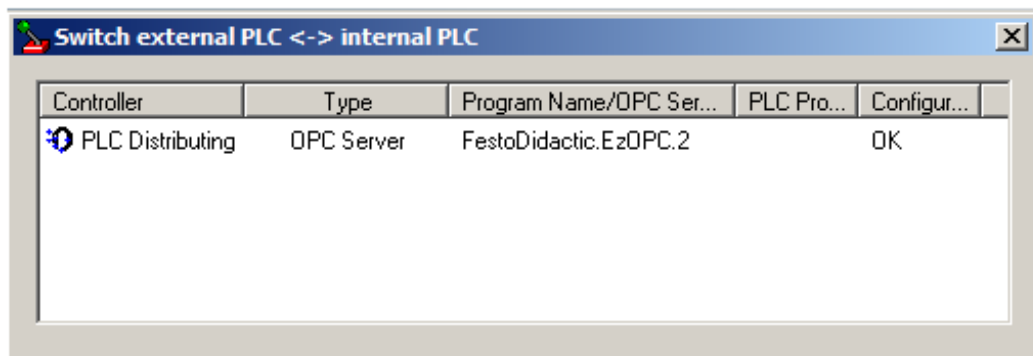 Switch external PLC <-> internal PLC
Controller Type Program Name/OPC Ser... PLC Pro... Configur...
PLC Distributing OPC Server FestoDidactic.EzOPC.2 OK